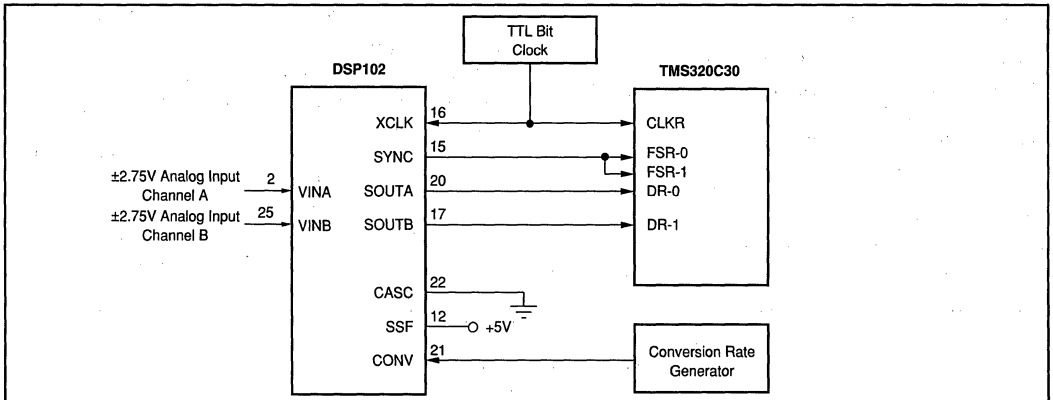 TTL Bit
Clock
DSP102
TMS320C30
XCLK
16
CLKR
SYNC
15
FSR-0
FSR-1
±2.75V Analog Input
Channel A
2
VINA
SOUTA
20
DR-0
±2.75V Analog Input
Channel B
25
VINB
SOUTB
17
DR-1
CASC
22
SSF
12
+5V
CONV
21
Conversion Rate
Generator